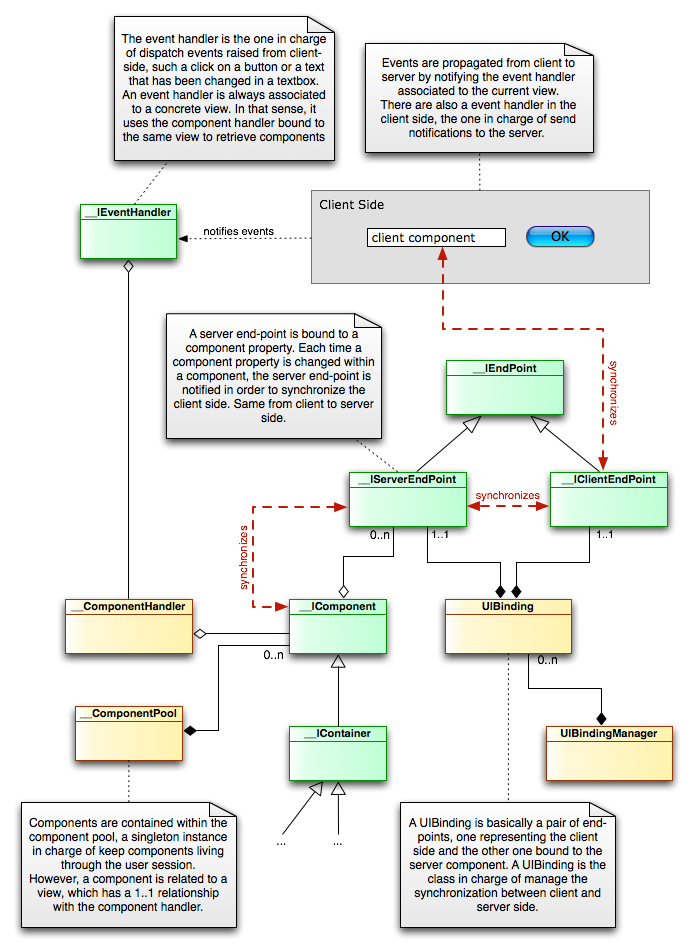 The event handler is the one in charge
of dispatch events raised from client-
side, such a click on a button or a text
that has been changed in a textbox.
An event handler is always associated
to a concrete view. In that sense, it
uses the component handler bound to
the same view to retrieve components
Events are propagated from client to
server by notifying the event handler
associated to the current view.
There are also a event handler in the
client side, the one in charge of send
notifications to the server.
__IEventHandler
notifies events
Client Side
client component
OK
A server end-point is bound to a
component property. Each time a
component property is changed within
a component, the server end-point is
notified in order to synchronize the
client side. Same from client to server
side.
__IEndPoint
synchronizes
__IServerEndPoint
synchronizes
__IClientEndPoint
0..n
1..1
1..1
synchronizes
__ComponentHandler
__IComponent
UIBinding
0..n
0..n
__ComponentPool
__IContainer
UIBindingManager
...
...
Components are contained within the
component pool, a singleton instance
in charge of keep components living
through the user session.
However, a component is related to a
view, which has a 1..1 relationship
with the component handler.
A UIBinding is basically a pair of end-
points, one representing the client
side and the other one bound to the
server component. A UIBinding is the
class in charge of manage the
synchronization between client and
server side.